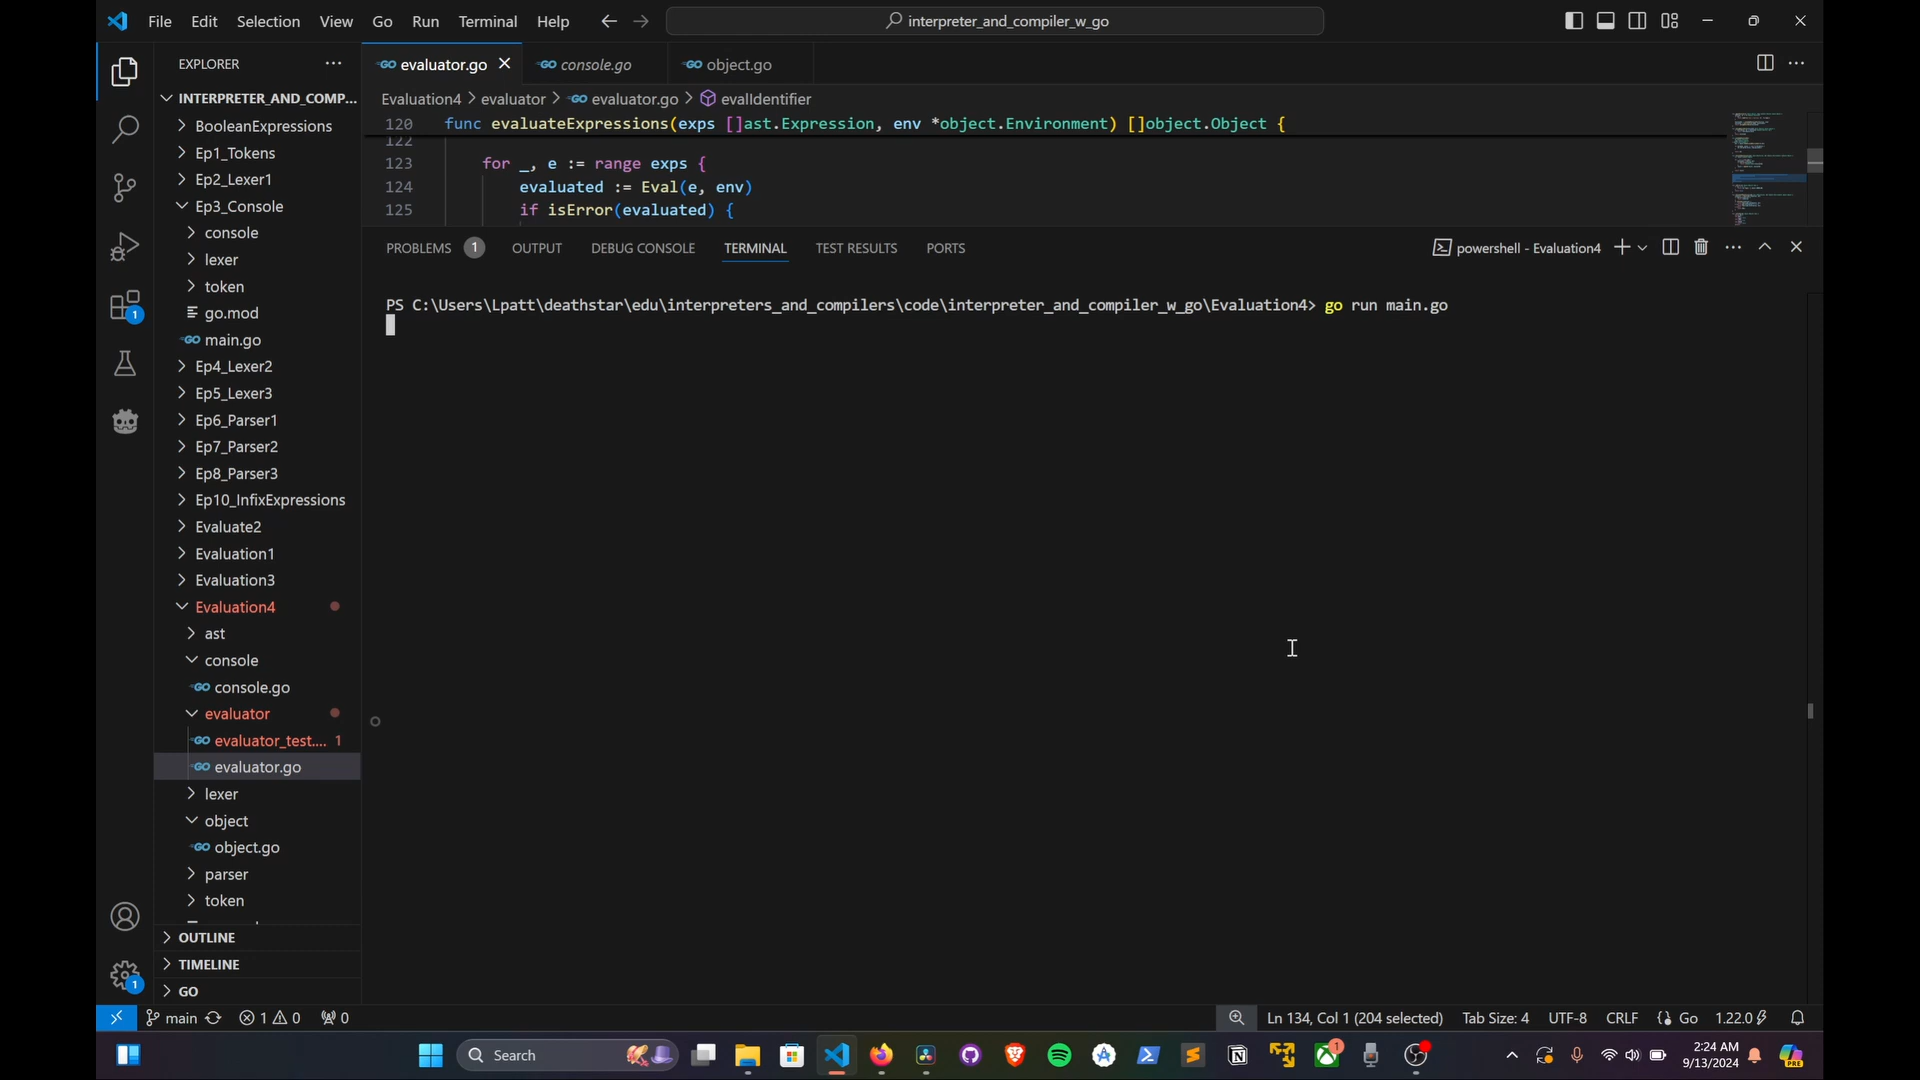 File Edit Selection View Go Run Terminal Help
interpreter_and_compiler_w_go
EXPLORER
INTERPRETER_AND_COMP...
BooleanExpressions
Ep1_Tokens
Ep2_Lexer1
Ep3_Console
console
lexer
token
go.mod
main.go
Ep4_Lexer2
Ep5_Lexer3
Ep6_Parser1
Ep7_Parser2
Ep8_Parser3
Ep10_InfixExpressions
Evaluate2
Evaluation1
Evaluation3
Evaluation4
ast
console
console.go
evaluator
evaluator_test.... 1
evaluator.go
lexer
object
object.go
parser
token
OUTLINE
TIMELINE
GO
evaluator.go console.go object.go
Evaluation4 > evaluator > evaluator.go > evalIdentifier
120 func evaluateExpressions(exps []ast.Expression, env *object.Environment) []object.Object {
122
123 for _, e := range exps {
124 evaluated := Eval(e, env)
125 if isError(evaluated) {
PROBLEMS 1 OUTPUT DEBUG CONSOLE TERMINAL TEST RESULTS PORTS
powershell - Evaluation4
PS C:\Users\Lpatt\deathstar\edu\interpreters_and_compilers\code\interpreter_and_compiler_w_go\Evaluation4> go run main.go
1
1
main 1 0 0
Ln 134, Col 1 (204 selected) Tab Size: 4 UTF-8 CRLF {} Go 1.22.0
Search
1
2:24 AM
9/13/2024
PRE